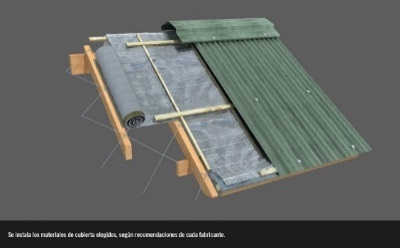 Se instala los materiales de cubierta elegidos, según recomendaciones de cada fabricante.